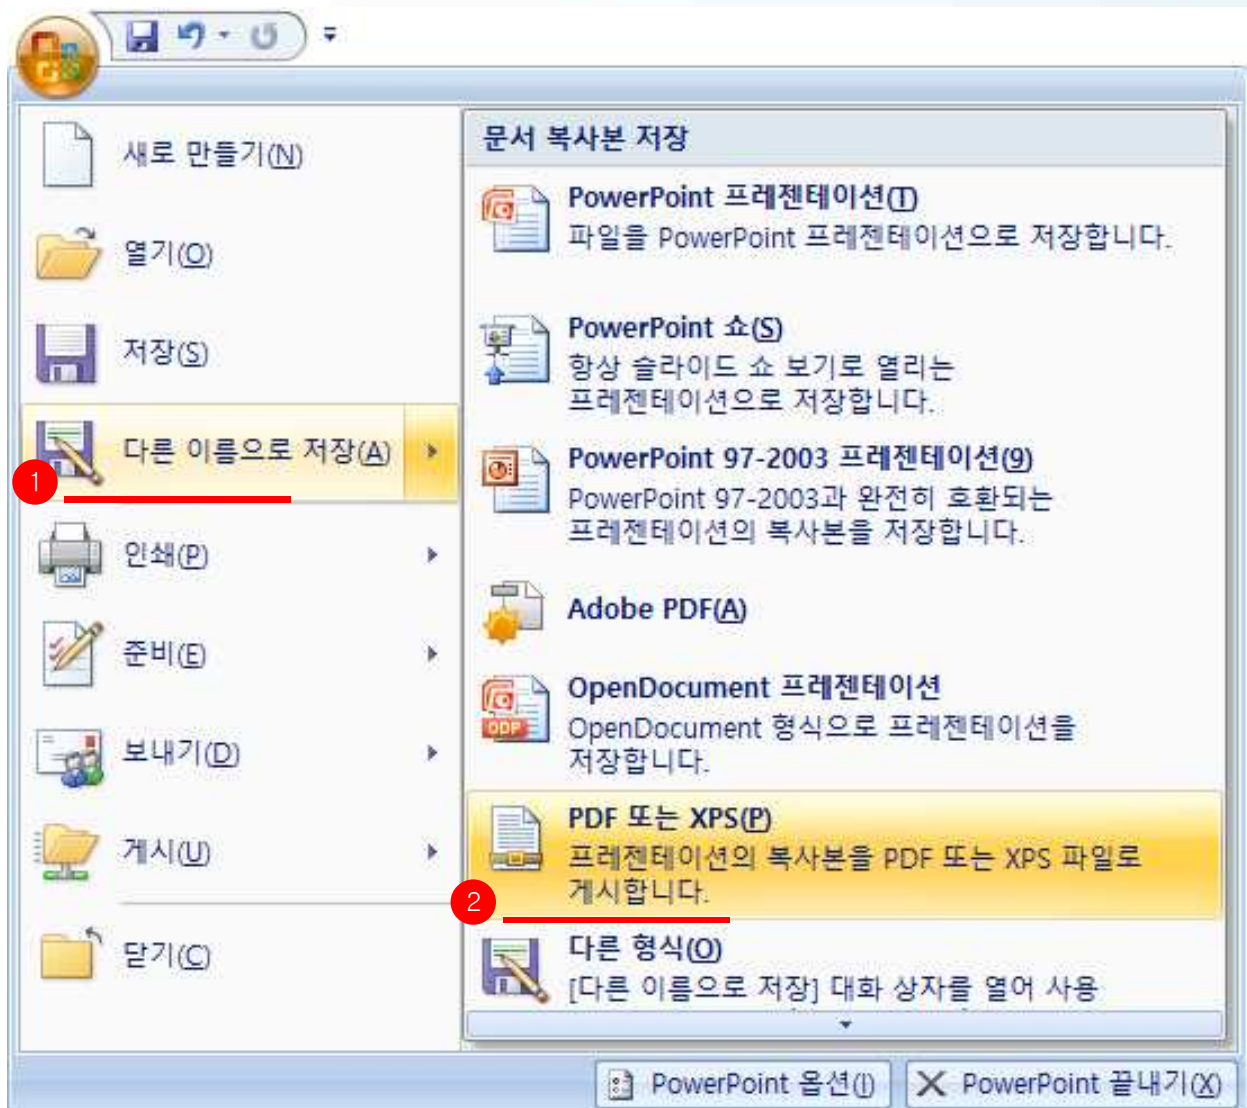 새로 만들기(N)
열기(O)
저장(S)
1
다른 이름으로 저장(A)
인쇄(P)
준비(E)
보내기(D)
게시(U)
닫기(C)
문서 복사본 저장
PowerPoint 프레젠테이션(T)
파일을 PowerPoint 프레젠테이션으로 저장합니다.
PowerPoint 쇼(S)
항상 슬라이드 쇼 보기로 열리는
프레젠테이션으로 저장합니다.
PowerPoint 97-2003 프레젠테이션(9)
PowerPoint 97-2003과 완전히 호환되는
프레젠테이션의 복사본을 저장합니다.
Adobe PDF(A)
OpenDocument 프레젠테이션
OpenDocument 형식으로 프레젠테이션을
저장합니다.
PDF 또는 XPS(P)
프레젠테이션의 복사본을 PDF 또는 XPS 파일로
게시합니다.
2
다른 형식(O)
[다른 이름으로 저장] 대화 상자를 열어 사용
PowerPoint 옵션(I)
PowerPoint 끝내기(X)